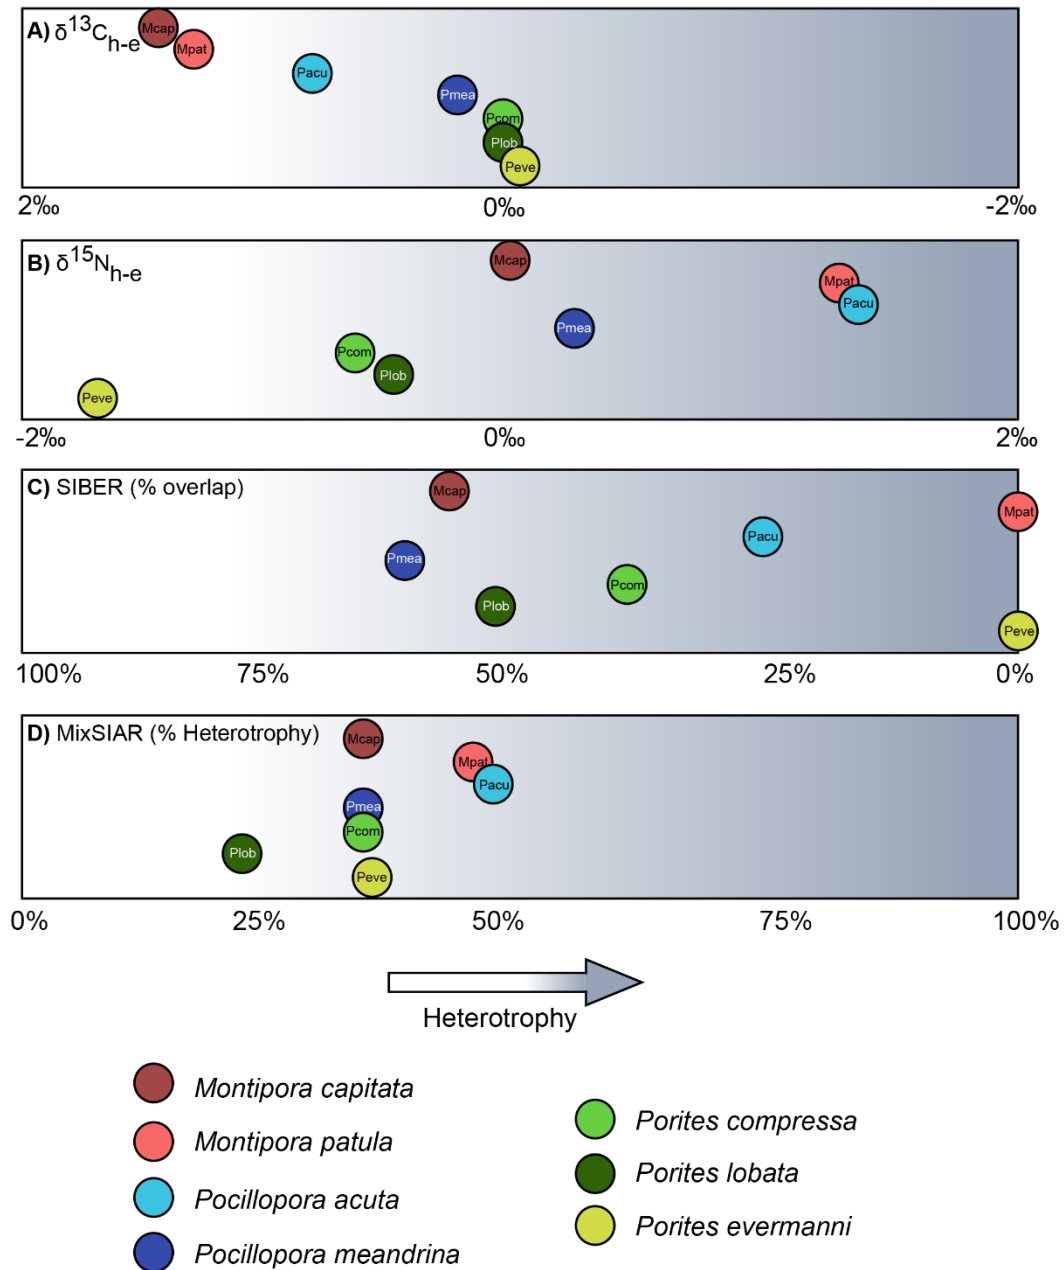 A) δ13Ch-e
Mcap
Mpat
Pacu
Pmea
Pcom
Plob
Peve
2‰ 0‰ -2‰
B) δ15Nh-e
Mcap
Mpat
Pacu
Pmea
Pcom
Plob
Peve
-2‰ 0‰ 2‰
C) SIBER (% overlap)
Mcap
Mpat
Pacu
Pmea
Pcom
Plob
Peve
100% 75% 50% 25% 0%
D) MixSIAR (% Heterotrophy)
Mcap
Mpat
Pacu
Pmea
Pcom
Plob
Peve
0% 25% 50% 75% 100%
Heterotrophy
Montipora capitata
Montipora patula
Pocillopora acuta
Pocillopora meandrina
Porites compressa
Porites lobata
Porites evermanni